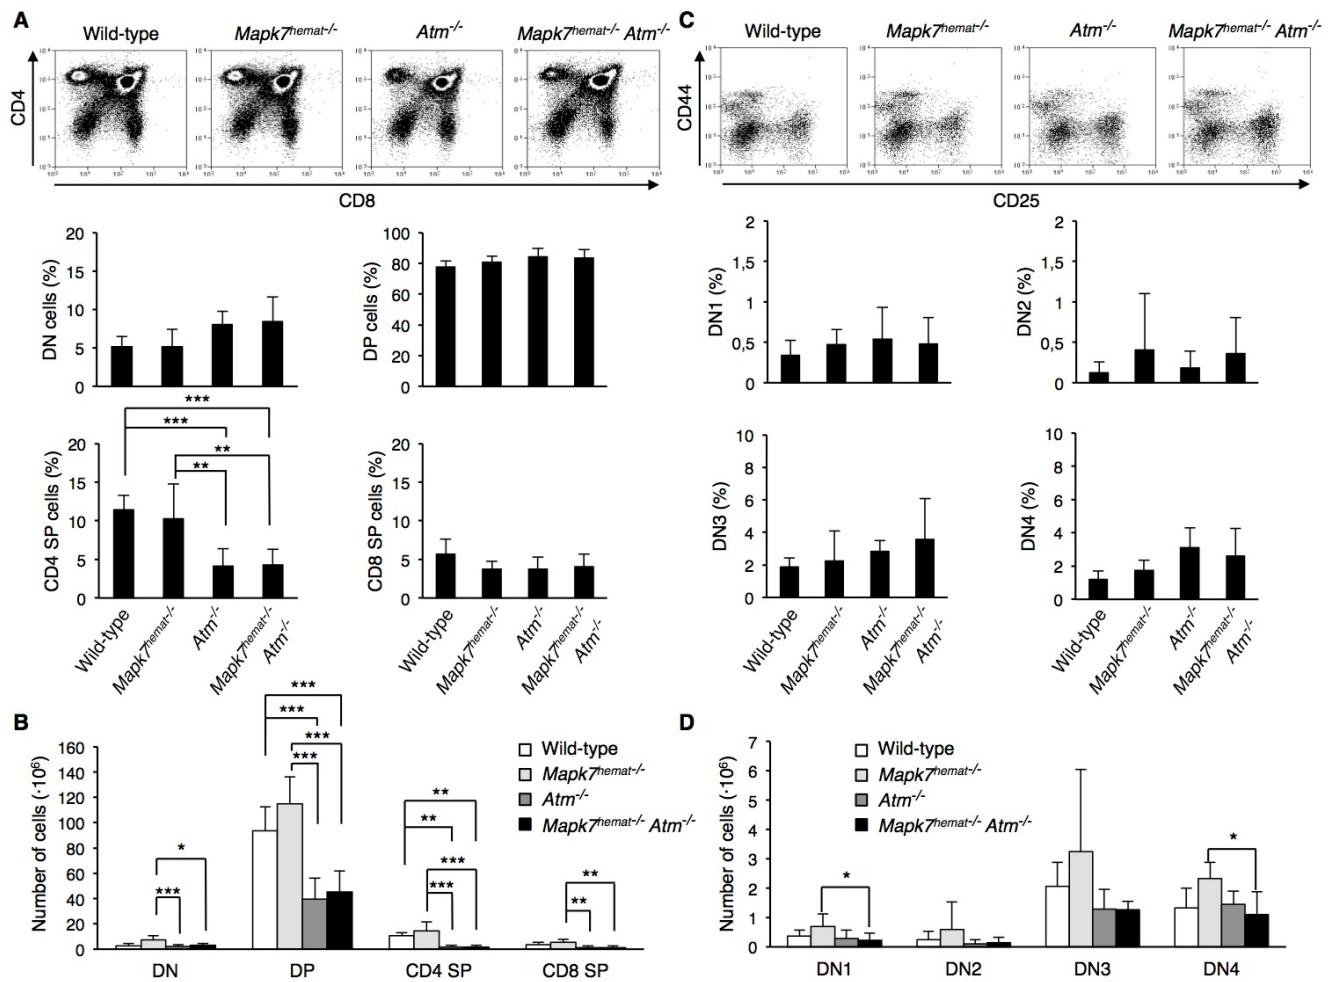 A
Wild-type
Mapk7hemat-/-
Atm-/-
Mapk7hemat-/- Atm-/-
CD4
CD8
DN cells (%)
20
15
10
5
0
DP cells (%)
100
80
60
40
20
0
CD4 SP cells (%)
20
15
10
5
0
***
***
**
**
Wild-type
Mapk7hemat-/-
Atm-/-
Mapk7hemat-/-
Atm-/-
CD8 SP cells (%)
20
15
10
5
0
Wild-type
Mapk7hemat-/-
Atm-/-
Mapk7hemat-/-
Atm-/-
C
Wild-type
Mapk7hemat-/-
Atm-/-
Mapk7hemat-/- Atm-/-
CD44
CD25
DN1 (%)
2
1,5
1
0,5
0
DN2 (%)
2
1,5
1
0,5
0
DN3 (%)
10
8
6
4
2
0
Wild-type
Mapk7hemat-/-
Atm-/-
Mapk7hemat-/-
Atm-/-
DN4 (%)
10
8
6
4
2
0
Wild-type
Mapk7hemat-/-
Atm-/-
Mapk7hemat-/-
Atm-/-
B
Number of cells (·10⁶)
160
140
120
100
80
60
40
20
0
*
***
***
***
***
***
**
**
***
***
**
**
Wild-type
Mapk7hemat-/-
Atm-/-
Mapk7hemat-/- Atm-/-
DN
DP
CD4 SP
CD8 SP
D
Number of cells (·10⁶)
7
6
5
4
3
2
1
0
Wild-type
Mapk7hemat-/-
Atm-/-
Mapk7hemat-/- Atm-/-
*
*
DN1
DN2
DN3
DN4